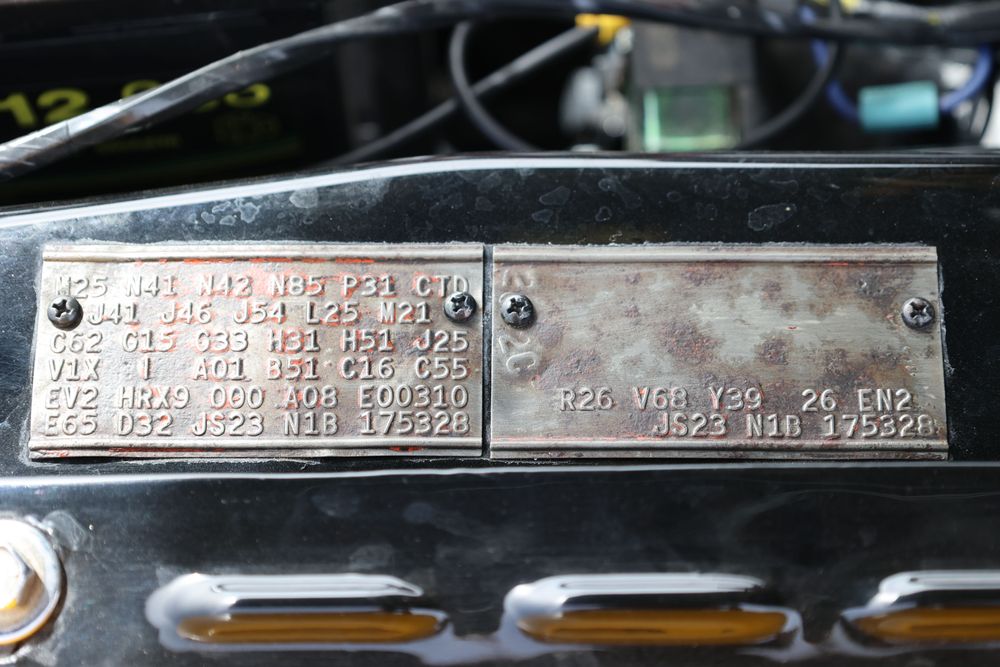 12
M25 N41 N42 N85 P31 CTD
J41 J46 J54 L25 M21
C62 G15 G33 H31 H51 J25
V1X 1 A01 B51 C16 C55
EV2 HRX9 000 A08 E00310
E65 D32 JS23 N1B 175328
R26 V68 Y39 26 EN2
JS23 N1B 175328